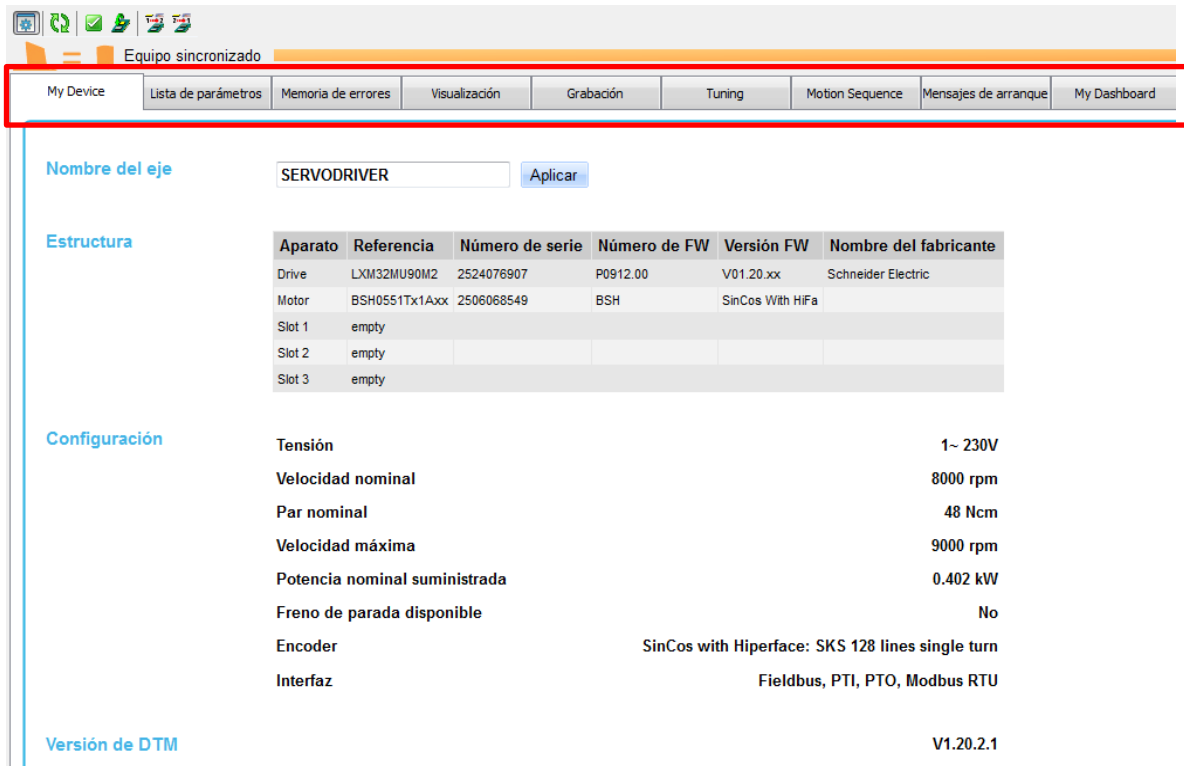 Equipo sincronizado
My Device Lista de parámetros Memoria de errores Visualización Grabación Tuning Motion Sequence Mensajes de arranque My Dashboard
Nombre del eje SERVODRIVER Aplicar
Estructura Aparato Referencia Número de serie Número de FW Versión FW Nombre del fabricante
Drive LXM32MU90M2 2524076907 P0912.00 V01.20.xx Schneider Electric
Motor BSH0551Tx1Axx 2506068549 BSH SinCos With HiFa
Slot 1 empty
Slot 2 empty
Slot 3 empty
Configuración Tensión 1~ 230V
Velocidad nominal 8000 rpm
Par nominal 48 Ncm
Velocidad máxima 9000 rpm
Potencia nominal suministrada 0.402 kW
Freno de parada disponible No
Encoder SinCos with Hiperface: SKS 128 lines single turn
Interfaz Fieldbus, PTI, PTO, Modbus RTU
Versión de DTM V1.20.2.1